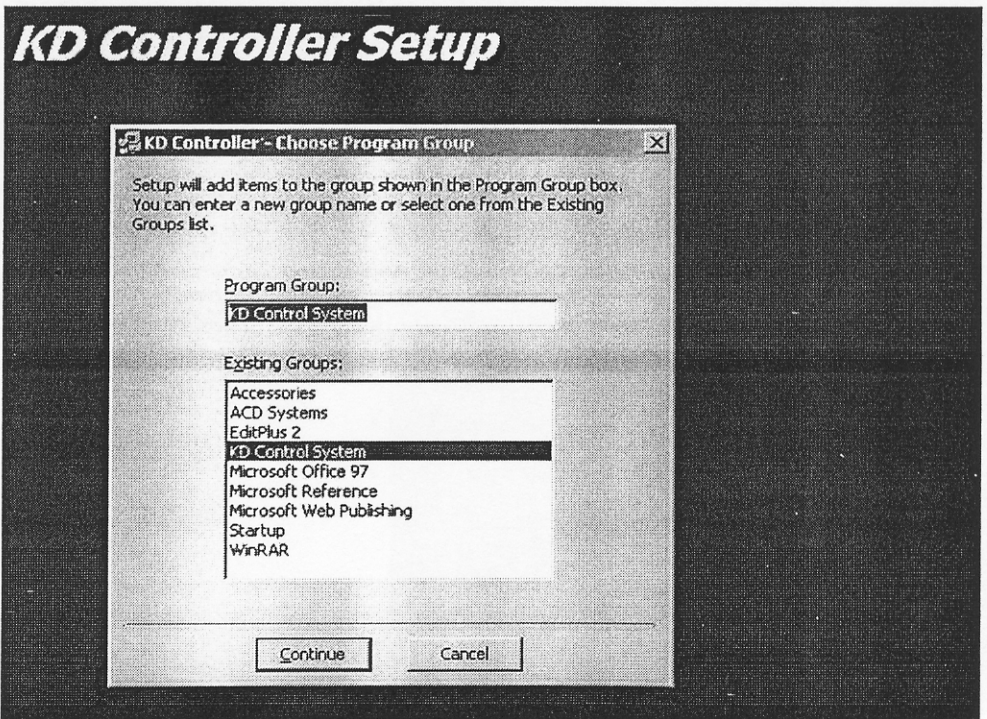 KD Controller Setup
KD Controller - Choose Program Group
Setup will add items to the group shown in the Program Group box.
You can enter a new group name or select one from the Existing
Groups list.
Program Group:
KD Control System
Existing Groups:
Accessories
ACD Systems
EditPlus 2
KD Control System
Microsoft Office 97
Microsoft Reference
Microsoft Web Publishing
Startup
WinRAR
Continue
Cancel